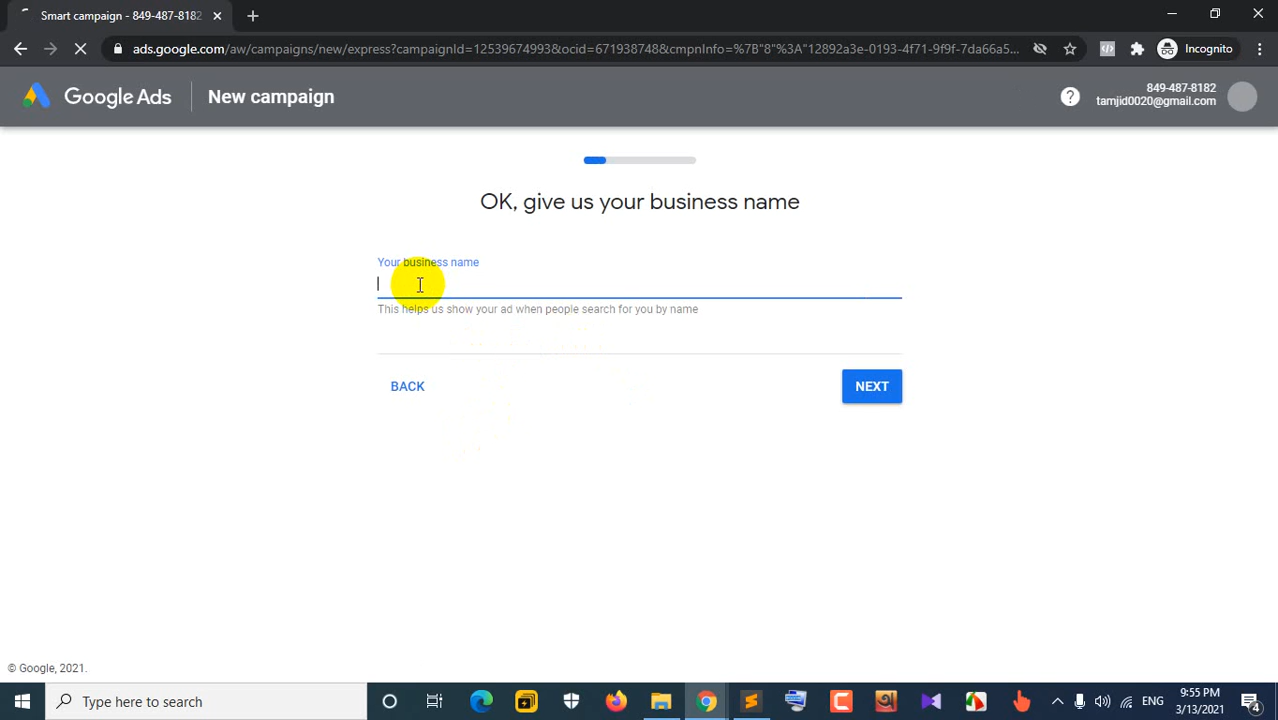 Smart campaign - 849-487-8182
ads.google.com/aw/campaigns/new/express?campaignId=12539674993&ocid=671938748&cmpnInfo=%7B"8"%3A"12892a3e-0193-4f71-9f9f-7da66a5...
Incognito
Google Ads
New campaign
849-487-8182
tamjid0020@gmail.com
OK, give us your business name
Your business name
This helps us show your ad when people search for you by name
BACK
NEXT
© Google, 2021.
Type here to search
ENG
9:55 PM
3/13/2021
4